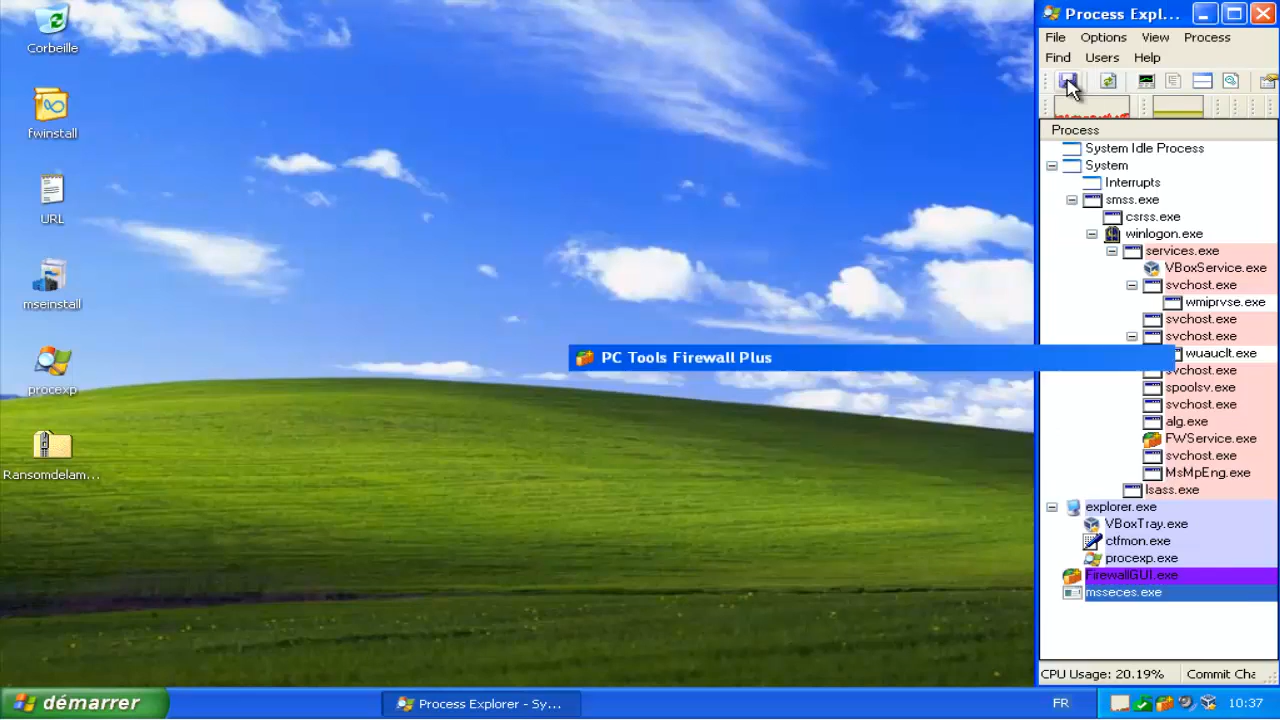 Corbeille
fwinstall
URL
mseinstall
procexp
Ransomdelam...
PC Tools Firewall Plus
Process Expl...
File Options View Process
Find Users Help
Process
System Idle Process
System
Interrupts
smss.exe
csrss.exe
winlogon.exe
services.exe
VBoxService.exe
svchost.exe
wmiprvse.exe
svchost.exe
svchost.exe
wuauclt.exe
svchost.exe
spoolsv.exe
svchost.exe
alg.exe
FWService.exe
svchost.exe
MsMpEng.exe
lsass.exe
explorer.exe
VBoxTray.exe
ctfmon.exe
procexp.exe
FirewallGUI.exe
msseces.exe
CPU Usage: 20.19% Commit Cha
démarrer
Process Explorer - Sy...
FR
10:37